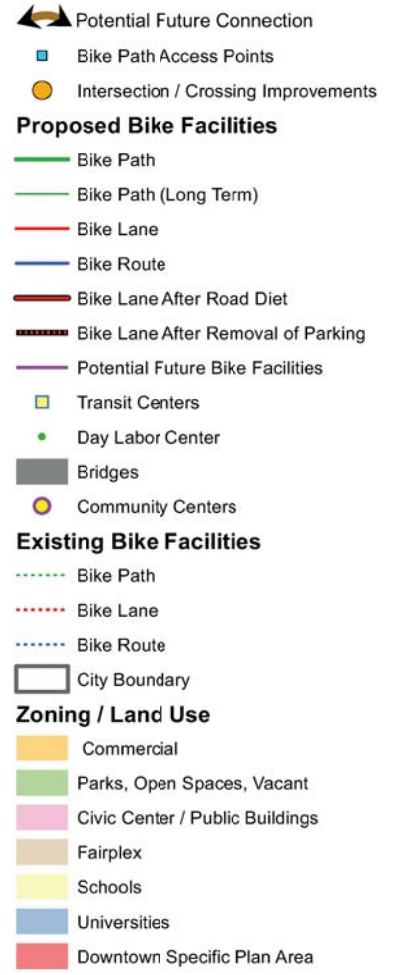 Potential Future Connection
Bike Path Access Points
Intersection / Crossing Improvements
Proposed Bike Facilities
Bike Path
Bike Path (Long Term)
Bike Lane
Bike Route
Bike Lane After Road Diet
Bike Lane After Removal of Parking
Potential Future Bike Facilities
Transit Centers
Day Labor Center
Bridges
Community Centers
Existing Bike Facilities
Bike Path
Bike Lane
Bike Route
City Boundary
Zoning / Land Use
Commercial
Parks, Open Spaces, Vacant
Civic Center / Public Buildings
Fairplex
Schools
Universities
Downtown Specific Plan Area